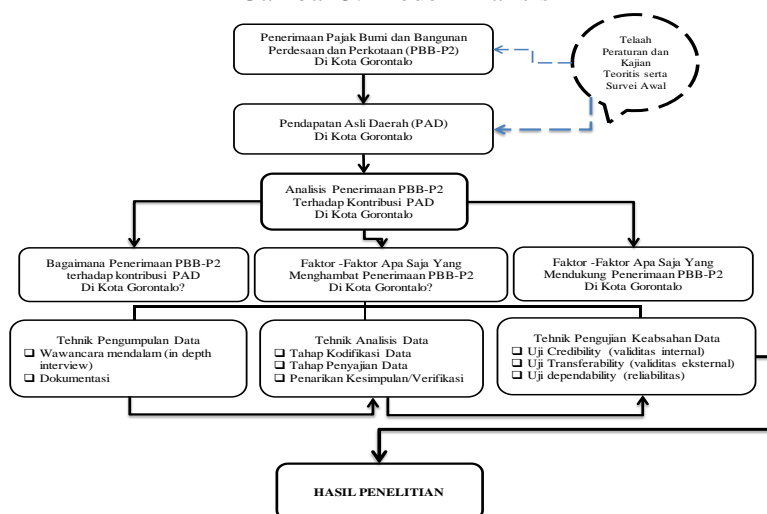 Penerimaan Pajak Bumi dan Bangunan
Perdesaan dan Perkotaan (PBB-P2)
Di Kota Gorontalo
Telaah
Peraturan dan
Kajian
Teoritis serta
Survei Awal
Pendapatan Asli Daerah (PAD)
Di Kota Gorontalo
Analisis Penerimaan PBB-P2
Terhadap Kontribusi PAD
Di Kota Gorontalo
Bagaimana Penerimaan PBB-P2
terhadap kontribusi PAD
Di Kota Gorontalo?
Faktor -Faktor Apa Saja Yang
Menghambat Penerimaan PBB-P2
Di Kota Gorontalo?
Faktor -Faktor Apa Saja Yang
Mendukung Penerimaan PBB-P2
Di Kota Gorontalo
Tehnik Pengumpulan Data
❑ Wawancara mendalam (in depth
interview)
❑ Dokumentasi
Tehnik Analisis Data
❑ Tahap Kodifikasi Data
❑ Tahap Penyajian Data
❑ Penarikan Kesimpulan/Verifikasi
Tehnik Pengujian Keabsahan Data
❑ Uji Credibility (validitas internal)
❑ Uji Transferability (validitas eksternal)
❑ Uji dependability (reliabilitas)
HASIL PENELITIAN